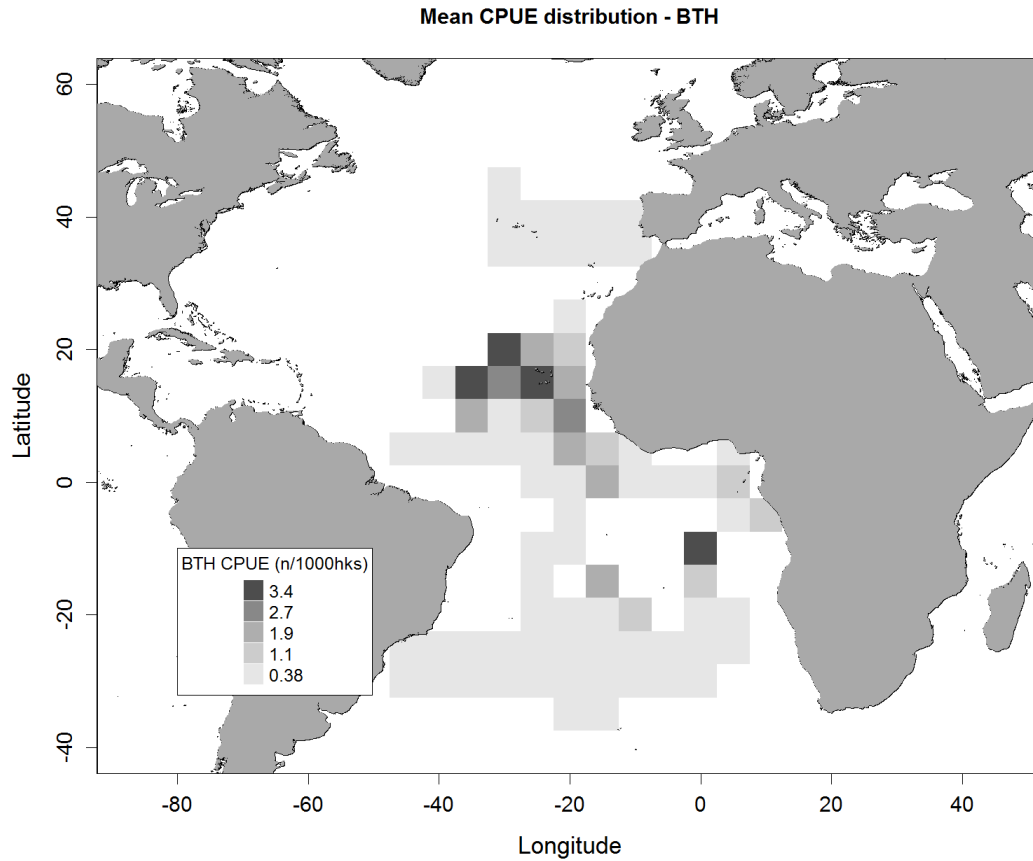 Mean CPUE distribution - BTH
60
40
20
0
-20
-40
Latitude
BTH CPUE (n/1000hks)
3.4
2.7
1.9
1.1
0.38
-80 -60 -40 -20 0 20 40
Longitude